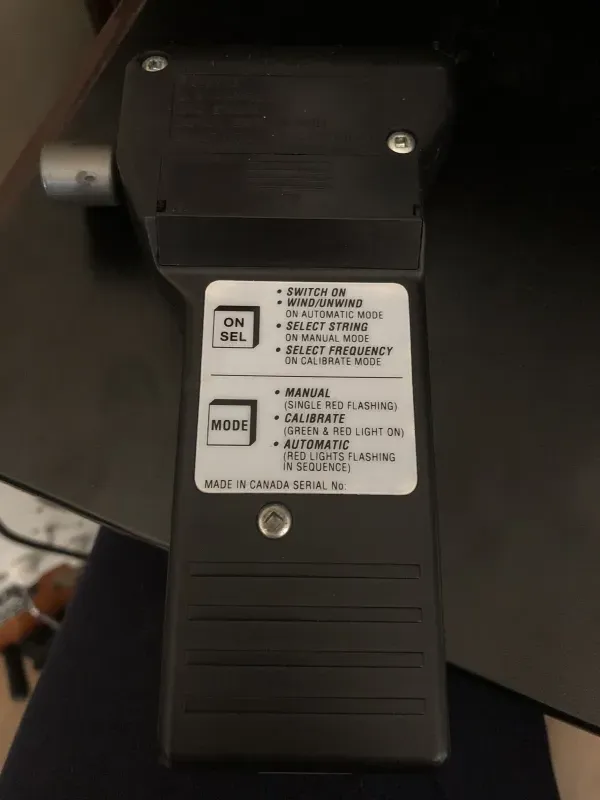 ON
SEL
• SWITCH ON
• WIND/UNWIND
ON AUTOMATIC MODE
• SELECT STRING
ON MANUAL MODE
• SELECT FREQUENCY
ON CALIBRATE MODE
MODE
• MANUAL
(SINGLE RED FLASHING)
• CALIBRATE
(GREEN & RED LIGHT ON)
• AUTOMATIC
(RED LIGHTS FLASHING
IN SEQUENCE)
MADE IN CANADA SERIAL No: